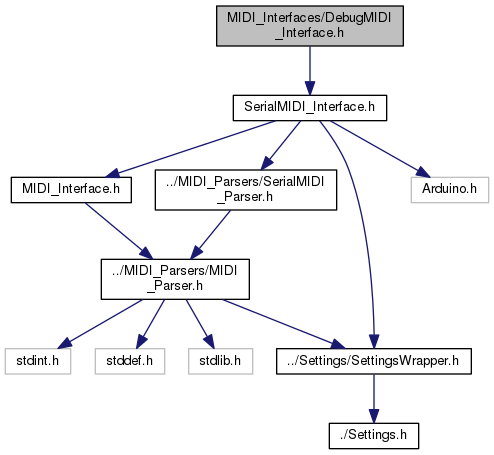 MIDI_Interfaces/DebugMIDI
_Interface.h
SerialMIDI_Interface.h
MIDI_Interface.h
../MIDI_Parsers/SerialMIDI
_Parser.h
Arduino.h
../MIDI_Parsers/MIDI
_Parser.h
stdint.h
stddef.h
stdlib.h
../Settings/SettingsWrapper.h
./Settings.h